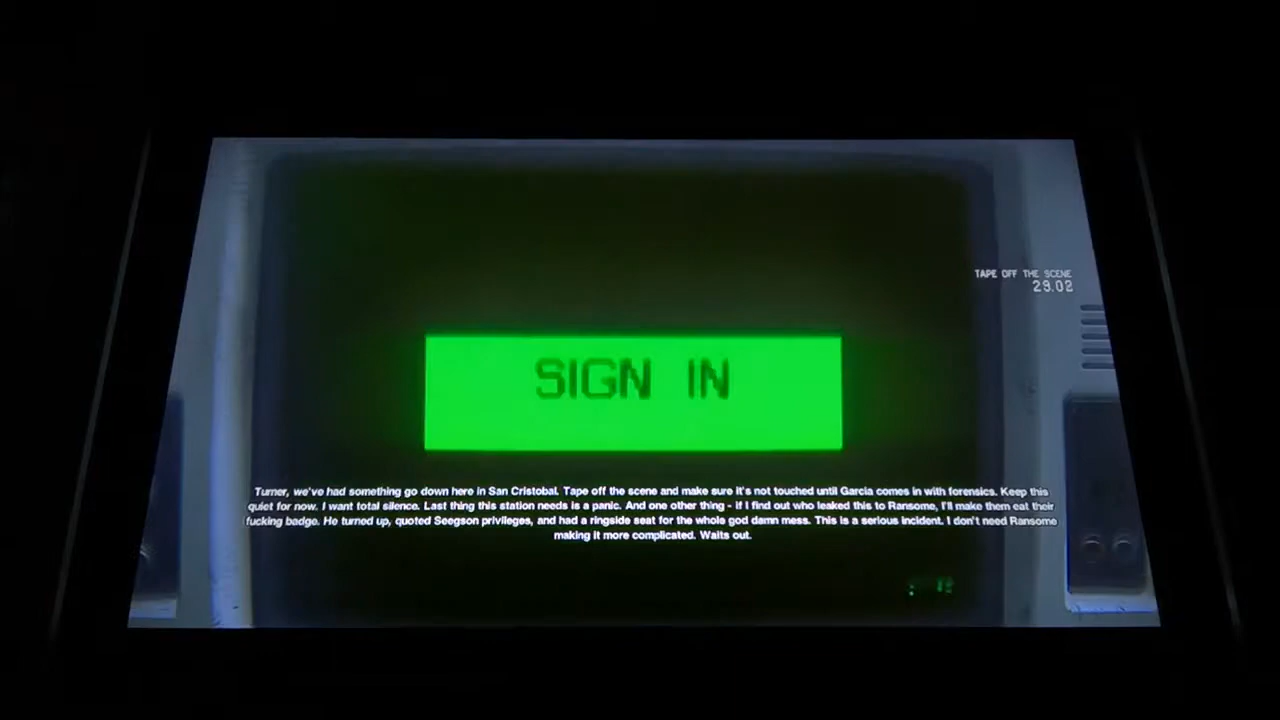 TAPE OFF THE SCENE
29.02
SIGN IN
Turner, we've had something go down here in San Cristobal. Tape off the scene and make sure it's not touched until Garcia comes in with forensics. Keep this
quiet for now. I want total silence. Last thing this station needs is a panic. And one other thing - if I find out who leaked this to Ransome, I'll make them eat their
fucking badge. He turned up, quoted Seegson privileges, and had a ringside seat for the whole god damn mess. This is a serious incident. I don't need Ransome
making it more complicated. Waits out.